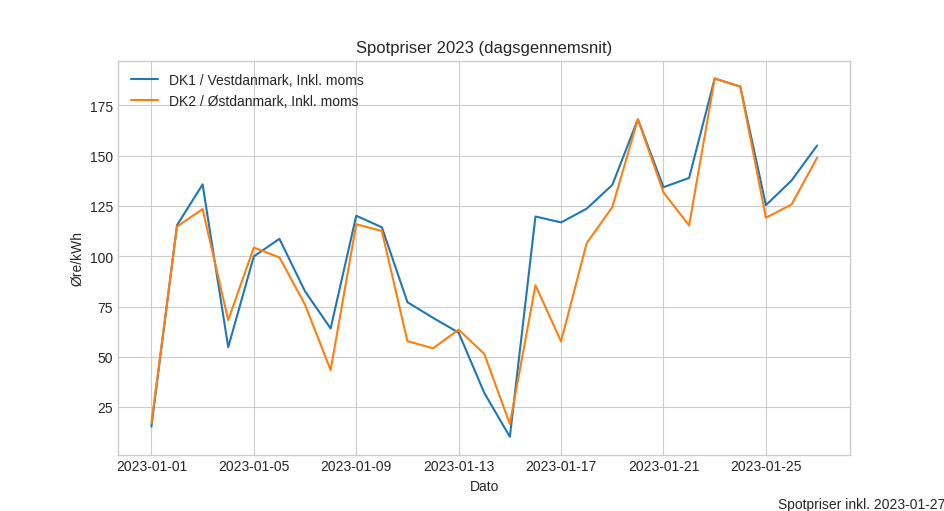 Spotpriser 2023 (dagsgennemsnit)
DK1 / Vestdanmark, Inkl. moms
DK2 / Østdanmark, Inkl. moms
175
150
125
100
75
50
25
Øre/kWh
2023-01-01 2023-01-05 2023-01-09 2023-01-13 2023-01-17 2023-01-21 2023-01-25
Dato
Spotpriser inkl. 2023-01-27